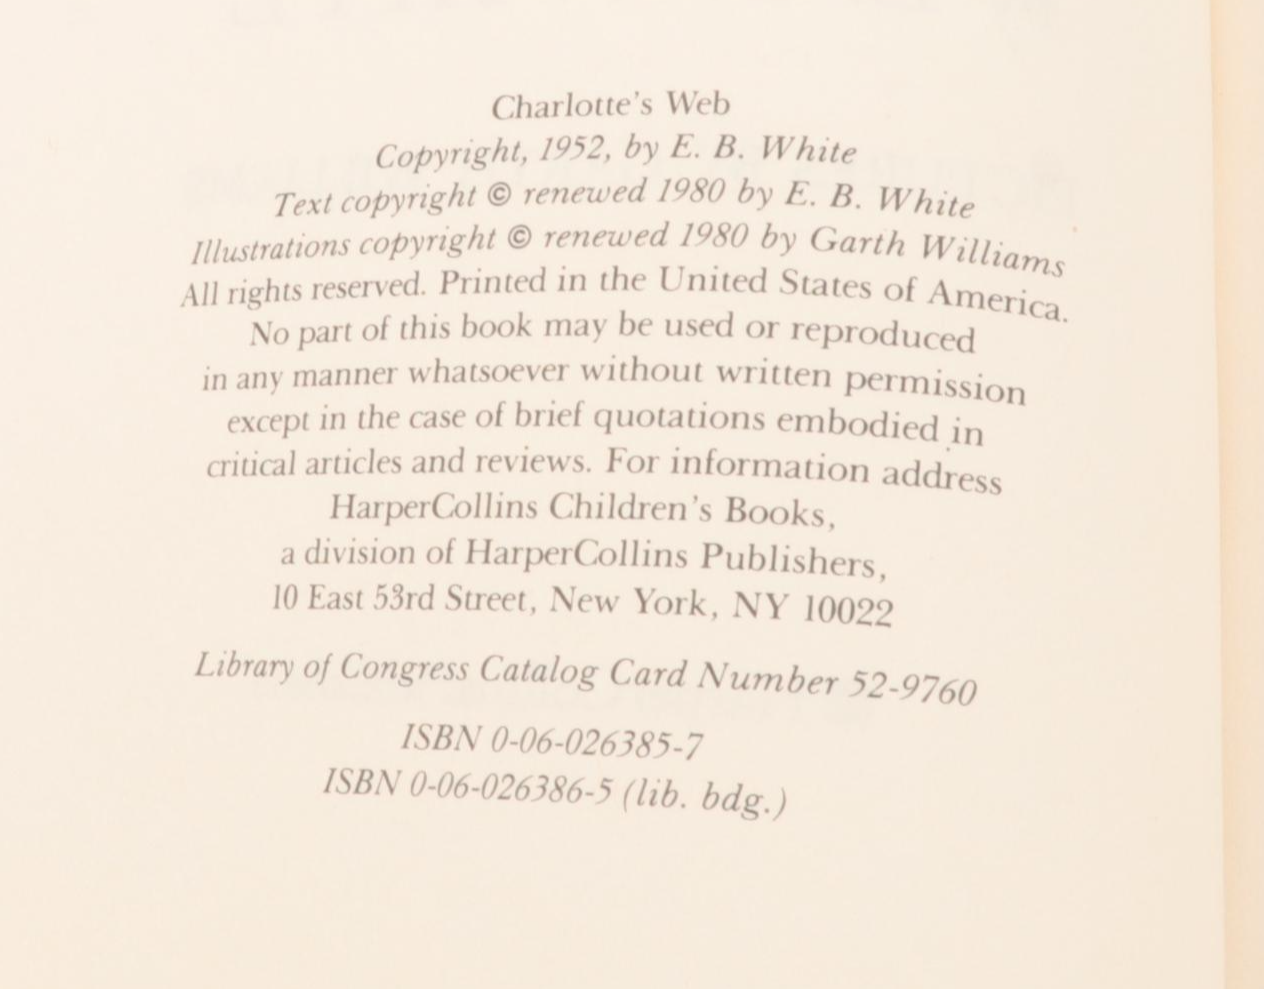 Charlotte's Web
Copyright, 1952, by E. B. White
Text copyright © renewed 1980 by E. B. White
Illustrations copyright © renewed 1980 by Garth Williams
All rights reserved. Printed in the United States of America.
No part of this book may be used or reproduced
in any manner whatsoever without written permission
except in the case of brief quotations embodied in
critical articles and reviews. For information address
HarperCollins Children's Books,
a division of HarperCollins Publishers,
10 East 53rd Street, New York, NY 10022
Library of Congress Catalog Card Number 52-9760
ISBN 0-06-026385-7
ISBN 0-06-026386-5 (lib. bdg.)